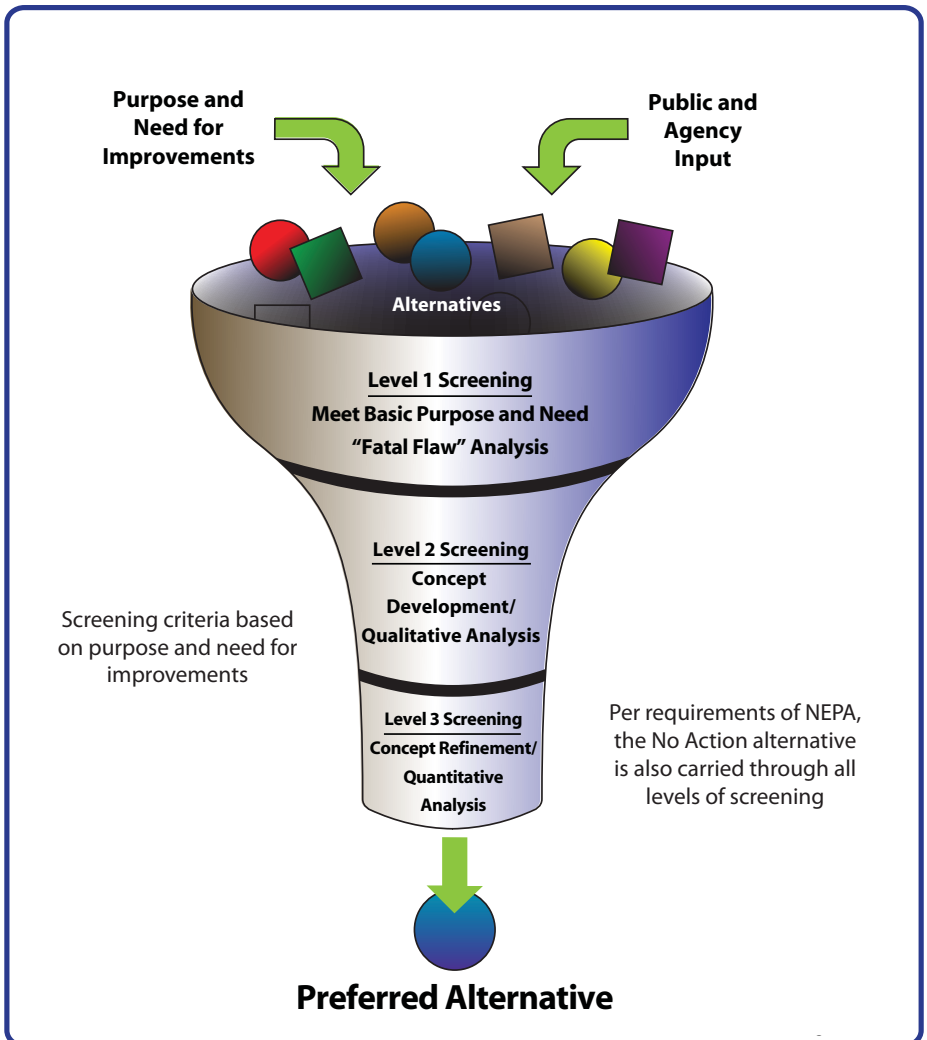 Purpose and
Need for
Improvements
Public and
Agency
Input
Alternatives
Level 1 Screening
Meet Basic Purpose and Need
“Fatal Flaw” Analysis
Level 2 Screening
Concept
Development/
Qualitative Analysis
Screening criteria based
on purpose and need for
improvements
Level 3 Screening
Concept Refinement/
Quantitative
Analysis
Per requirements of NEPA,
the No Action alternative
is also carried through all
levels of screening
Preferred Alternative